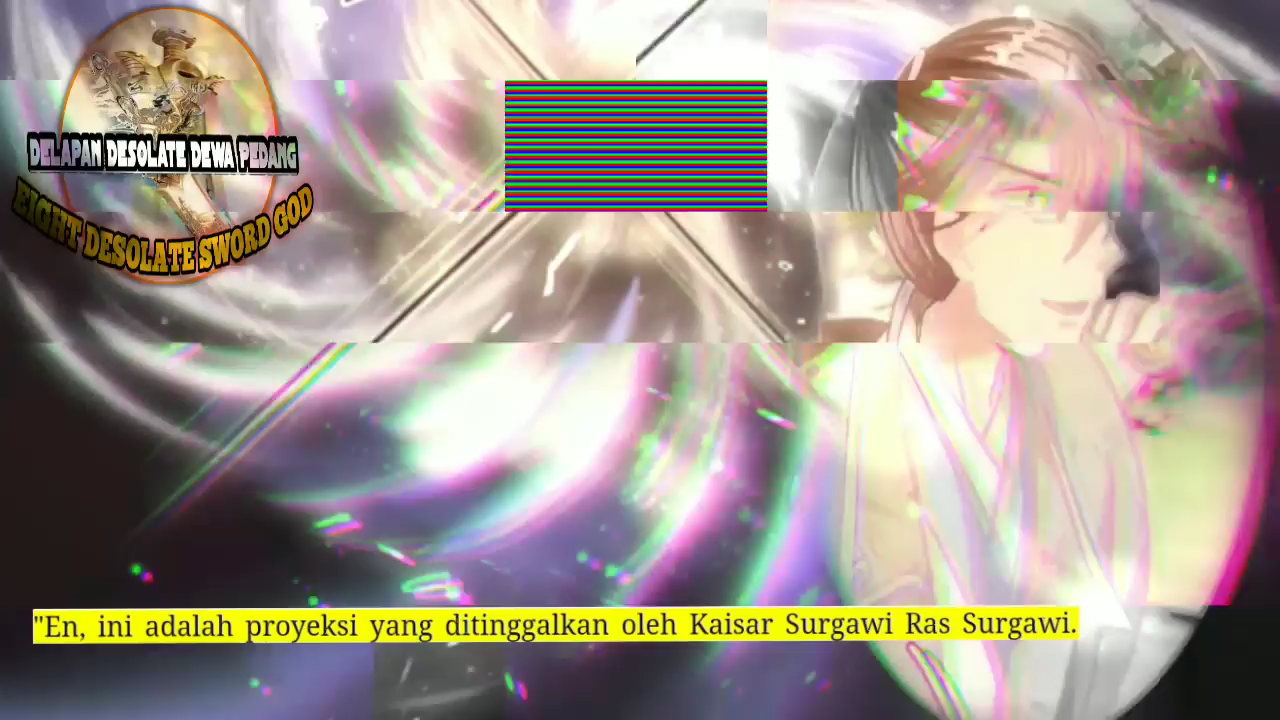 DELAPAN DESOLATE DEWA PEDANG
EIGHT DESOLATE SWORD GOD
"En, ini adalah proyeksi yang ditinggalkan oleh Kaisar Surgawi Ras Surgawi.